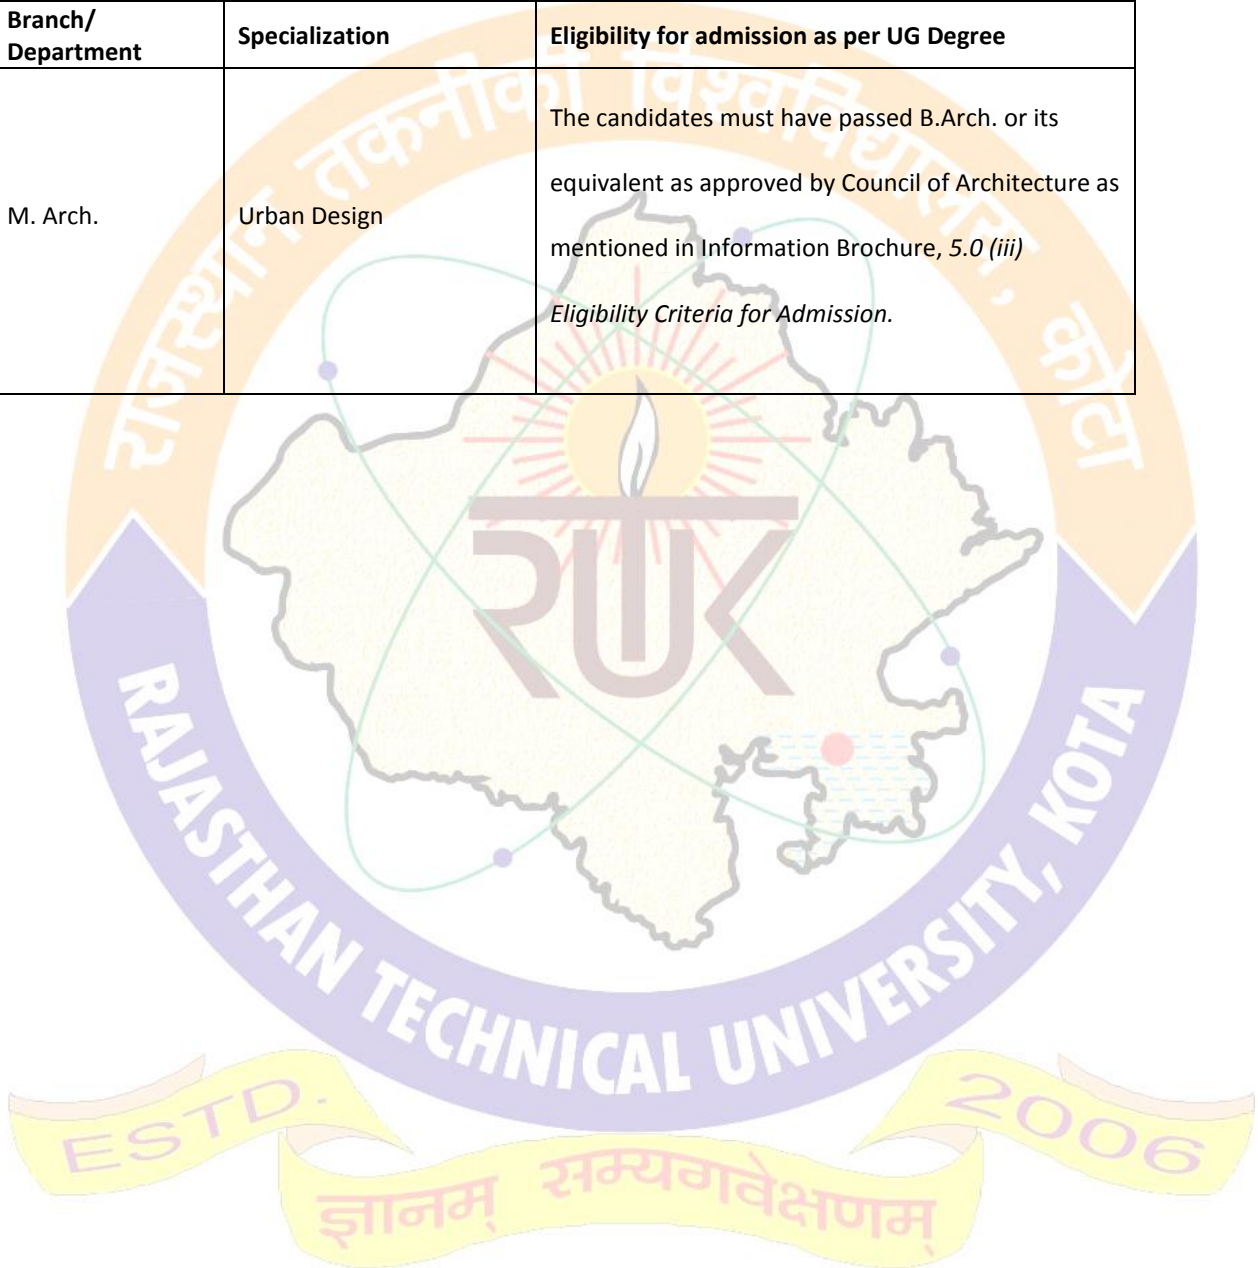 Branch/
Department
Specialization
Eligibility for admission as per UG Degree
M. Arch.
Urban Design
The candidates must have passed B.Arch. or its
equivalent as approved by Council of Architecture as
mentioned in Information Brochure, 5.0 (iii)
Eligibility Criteria for Admission.
राजस्थान तकनीकी विश्वविद्यालय, कोटा
RAJASTHAN TECHNICAL UNIVERSITY, KOTA
ESTD.
2006
ज्ञानम् सम्यगवेक्षणम्